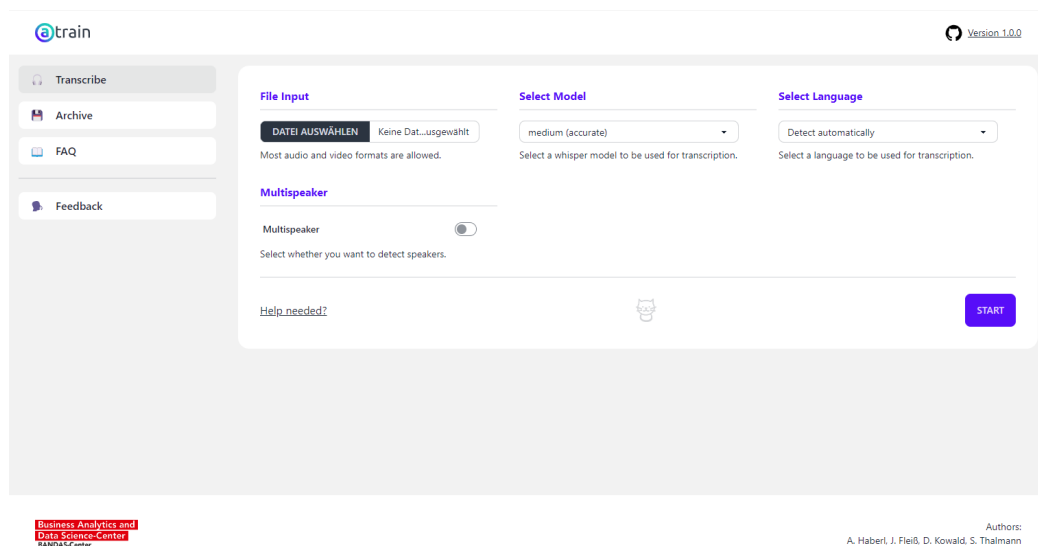 @train
Version 1.0.0
Transcribe
Archive
FAQ
Feedback
File Input
DATEI AUSWÄHLEN Keine Dat...usgewählt
Most audio and video formats are allowed.
Select Model
medium (accurate)
Select a whisper model to be used for transcription.
Select Language
Detect automatically
Select a language to be used for transcription.
Multispeaker
Multispeaker
Select whether you want to detect speakers.
Help needed?
START
Business Analytics and
Data Science-Center
BANDAS-Center
Authors:
A. Haberl, J. Fleiß, D. Kowald, S. Thalmann